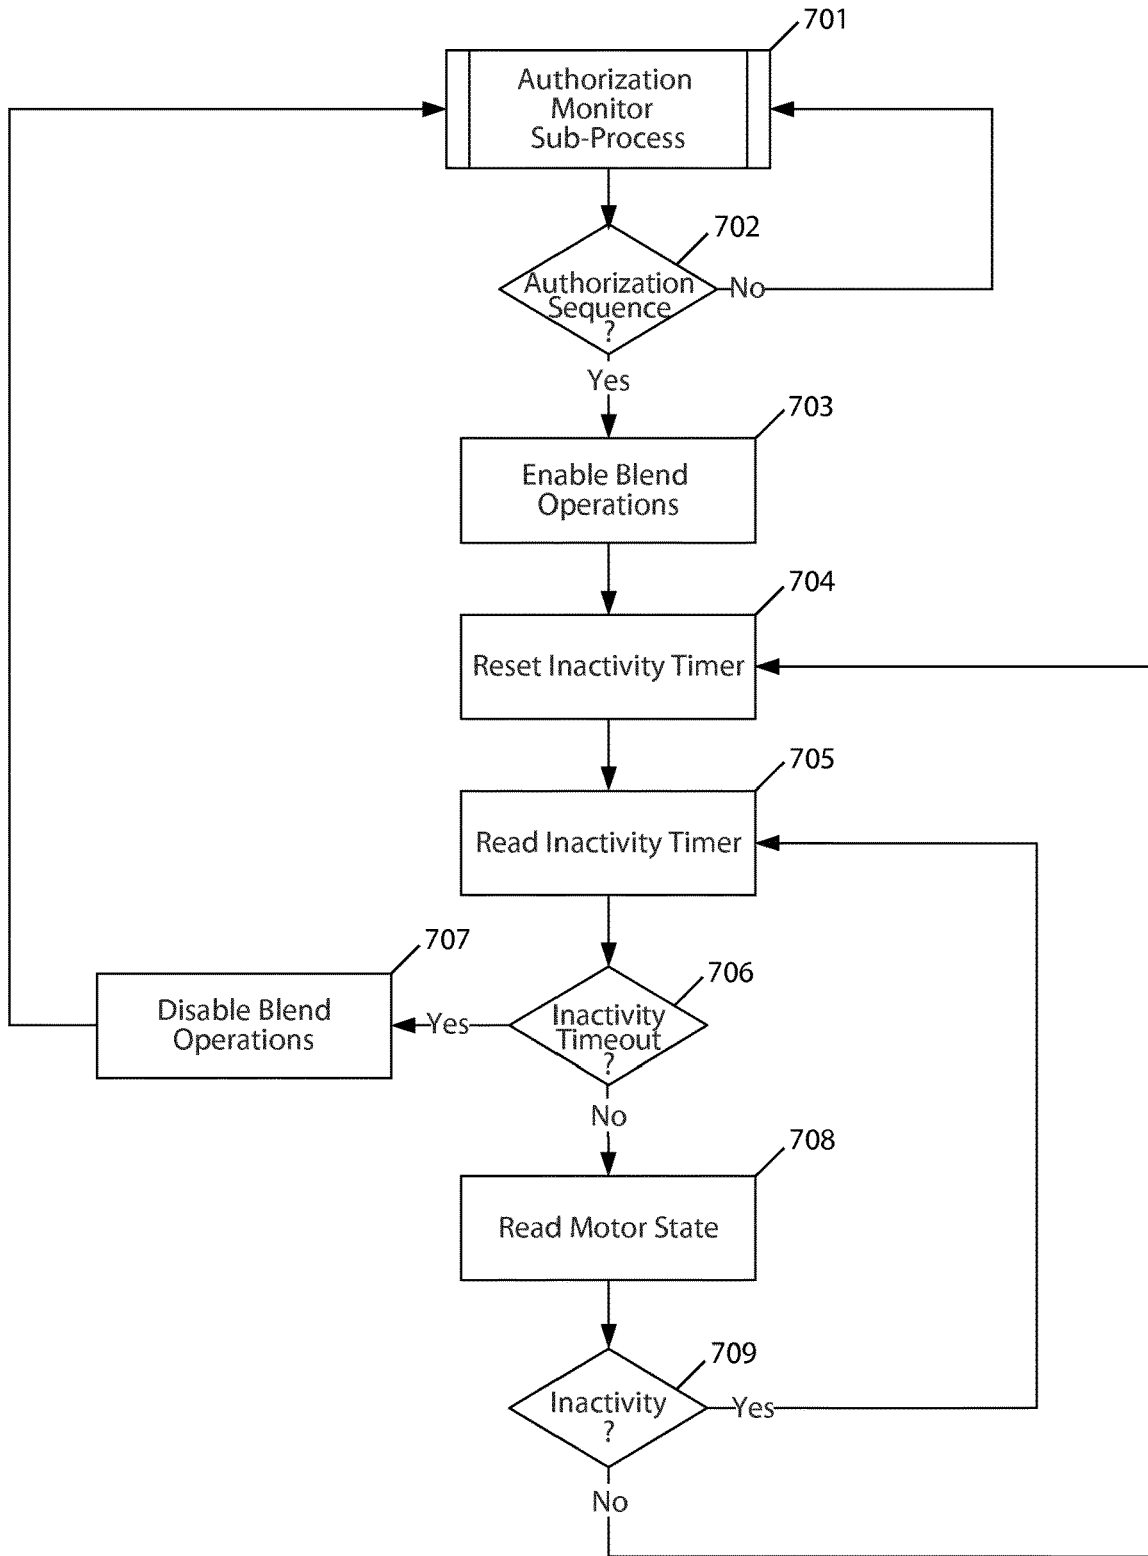 701
Authorization
Monitor
Sub-Process
702
Authorization
Sequence
?
No
Yes
703
Enable Blend
Operations
704
Reset Inactivity Timer
705
Read Inactivity Timer
707
Disable Blend
Operations
Yes
706
Inactivity
Timeout
?
No
708
Read Motor State
709
Inactivity
?
Yes
No